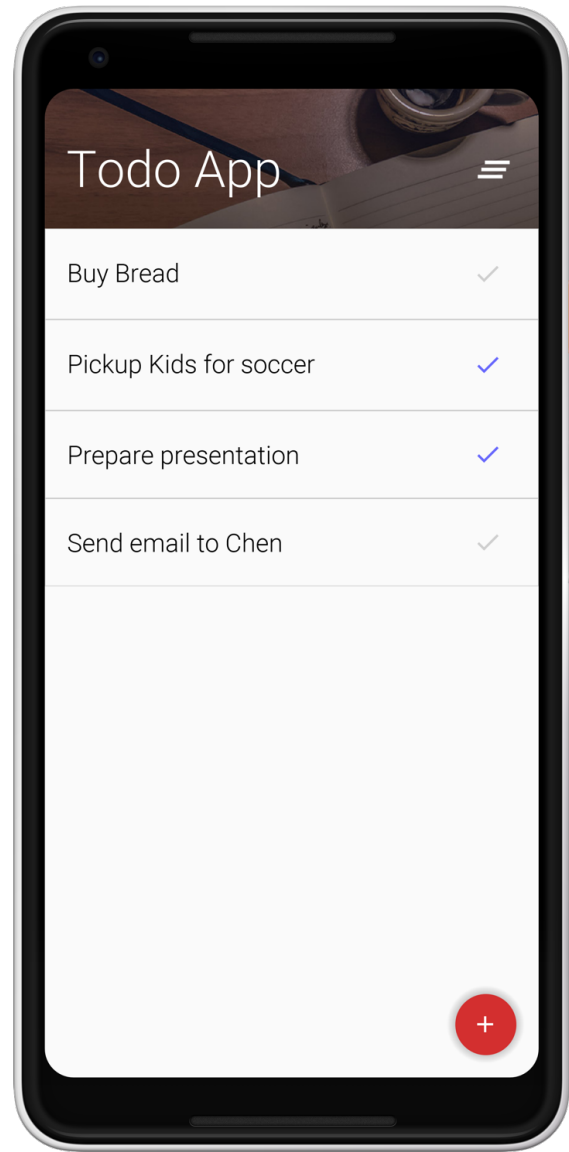 Todo App
Buy Bread
Pickup Kids for soccer
Prepare presentation
Send email to Chen